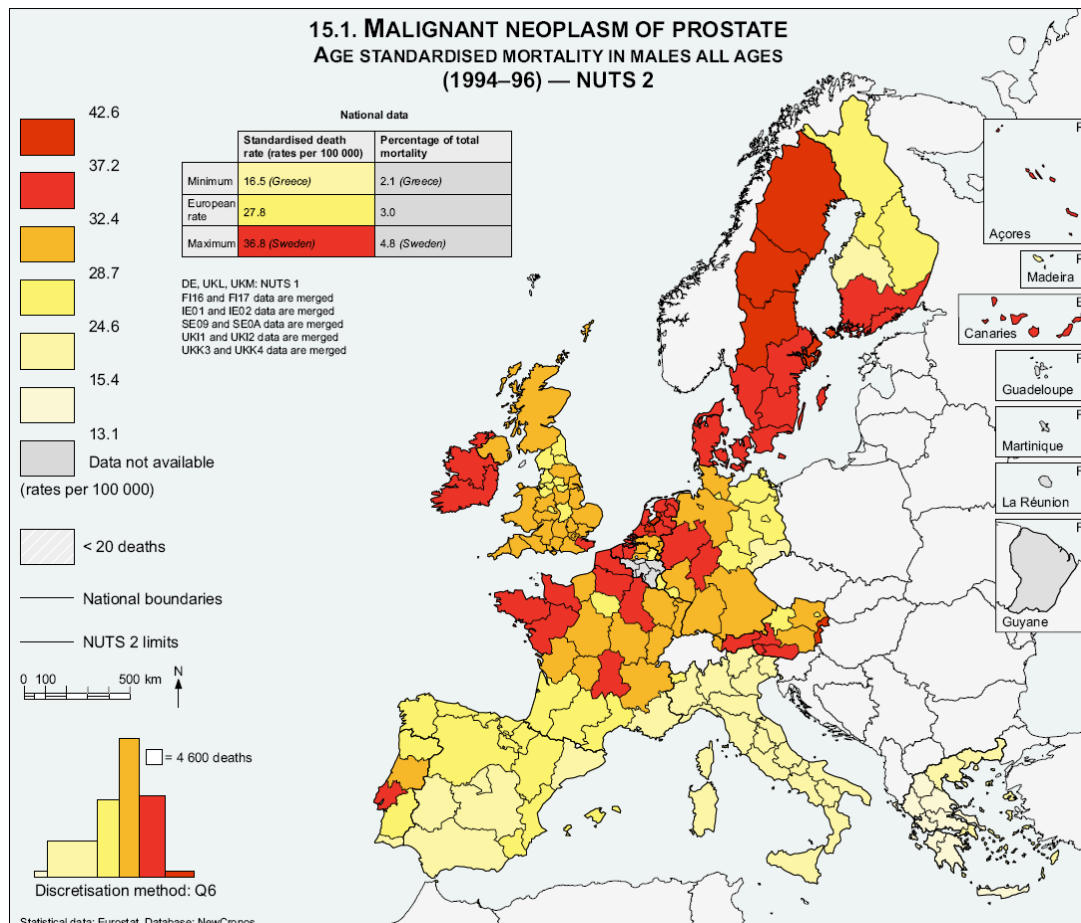 15.1. MALIGNANT NEOPLASM OF PROSTATE
AGE STANDARDISED MORTALITY IN MALES ALL AGES
(1994–96) — NUTS 2
42.6
37.2
32.4
28.7
24.6
15.4
13.1
Data not available
(rates per 100 000)
< 20 deaths
National boundaries
NUTS 2 limits
0 100 500 km
N
= 4 600 deaths
Discretisation method: Q6
Statistical data: Eurostat Database: NewCronos
National data
Standardised death rate (rates per 100 000)
Percentage of total mortality
Minimum 16.5 (Greece) 2.1 (Greece)
European rate 27.8 3.0
Maximum 36.8 (Sweden) 4.8 (Sweden)
DE, UKL, UKM: NUTS 1
FI16 and FI17 data are merged
IE01 and IE02 data are merged
SE09 and SE0A data are merged
UKI1 and UKI2 data are merged
UKK3 and UKK4 data are merged
Açores
Madeira
Canaries
Guadeloupe
Martinique
La Réunion
Guyane